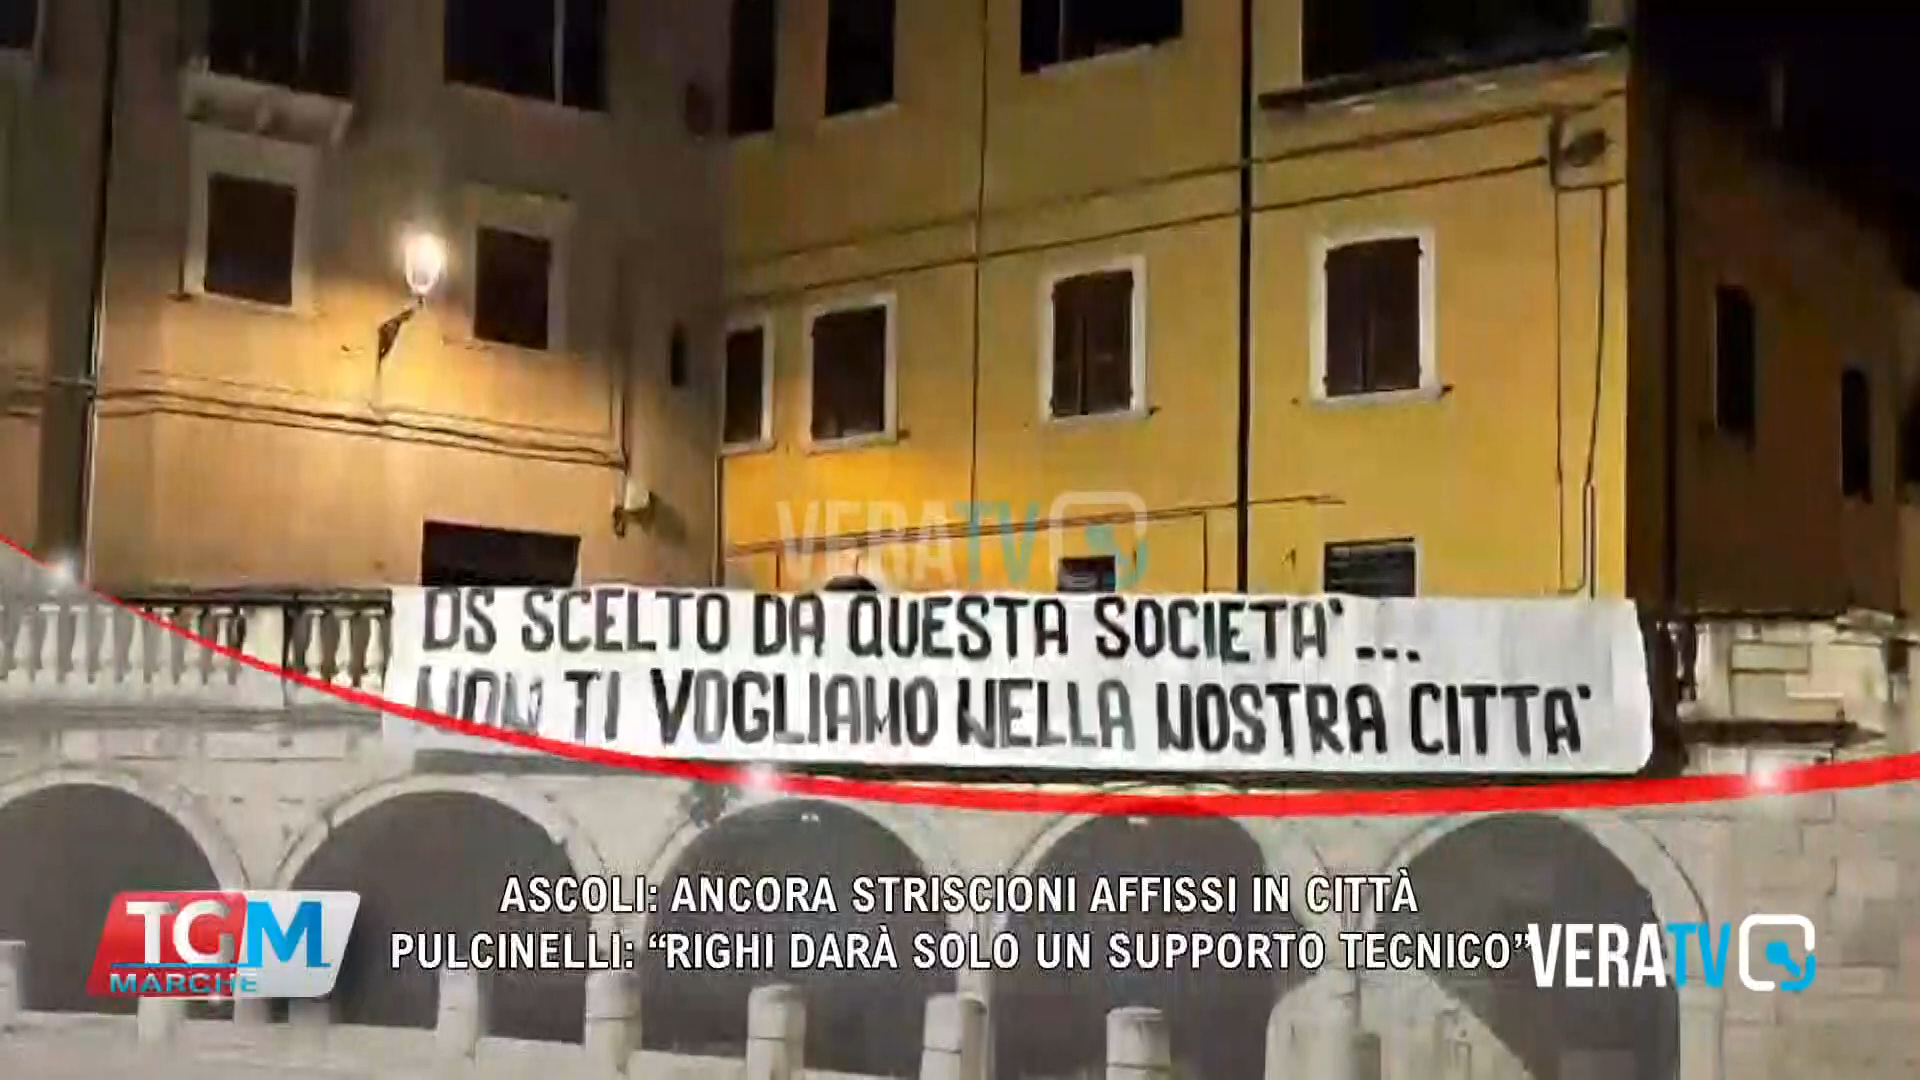 VERATV
DS SCELTO DA QUESTA SOCIETA'...
NON TI VOGLIAMO NELLA NOSTRA CITTA'
ASCOLI: ANCORA STRISCIONI AFFISSI IN CITTÀ
PULCINELLI: “RIGHI DARÀ SOLO UN SUPPORTO TECNICO”
TGM
MARCHE
VERATV